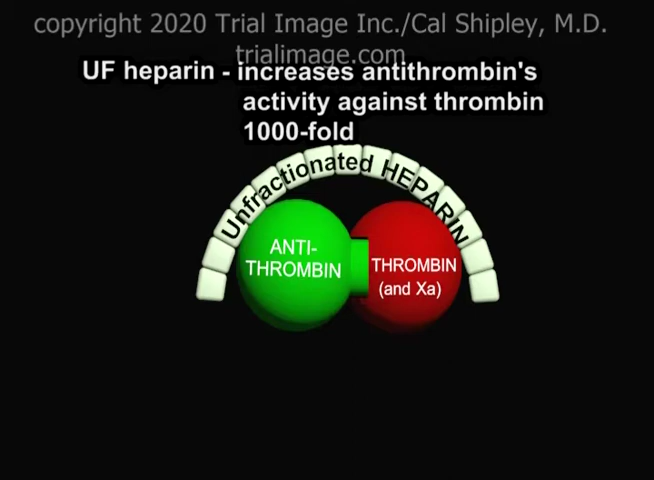 copyright 2020 Trial Image Inc./Cal Shipley, M.D.
trialimage.com
UF heparin - increases antithrombin's
activity against thrombin
1000-fold
Unfractionated HEPARIN
ANTI-
THROMBIN
THROMBIN
(and Xa)